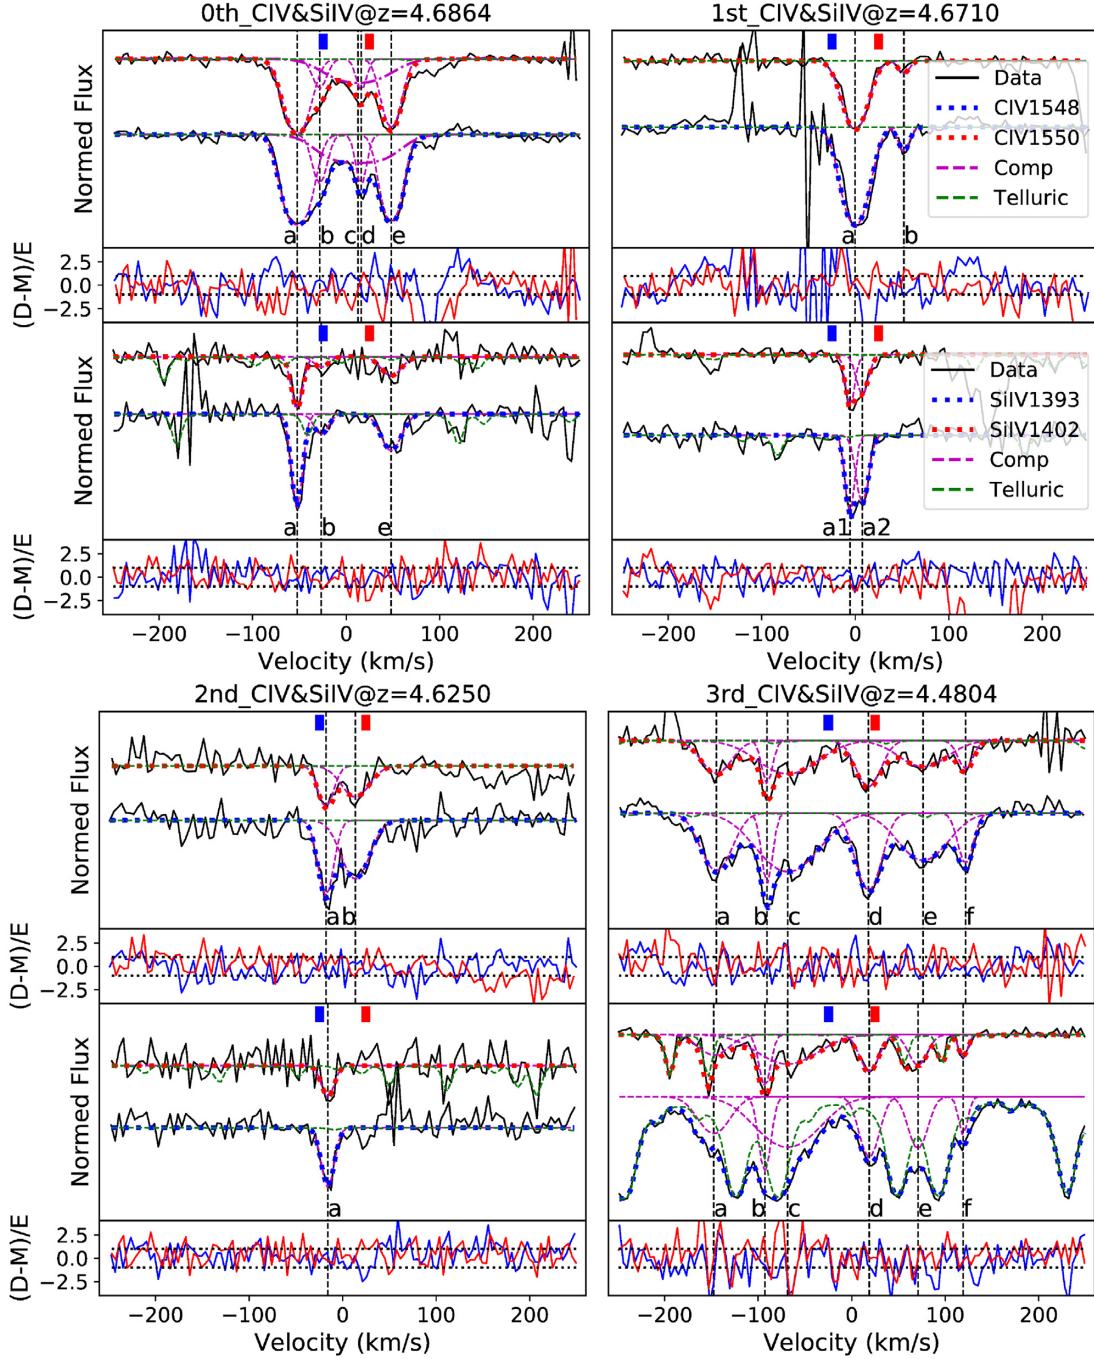 0th_CIV&SiIV@z=4.6864
1st_CIV&SiIV@z=4.6710
Normed Flux
Data
CIV1548
CIV1550
Comp
Telluric
a b c d e
a b
(D-M)/E
2.5
0.0
−2.5
Normed Flux
Data
SiIV1393
SiIV1402
Comp
Telluric
a b e
a1 a2
(D-M)/E
2.5
0.0
−2.5
−200 −100 0 100 200
−200 −100 0 100 200
Velocity (km/s)
Velocity (km/s)
2nd_CIV&SiIV@z=4.6250
3rd_CIV&SiIV@z=4.4804
Normed Flux
a b
a b c d e f
(D-M)/E
2.5
0.0
−2.5
Normed Flux
a
a b c d e f
(D-M)/E
2.5
0.0
−2.5
−200 −100 0 100 200
−200 −100 0 100 200
Velocity (km/s)
Velocity (km/s)